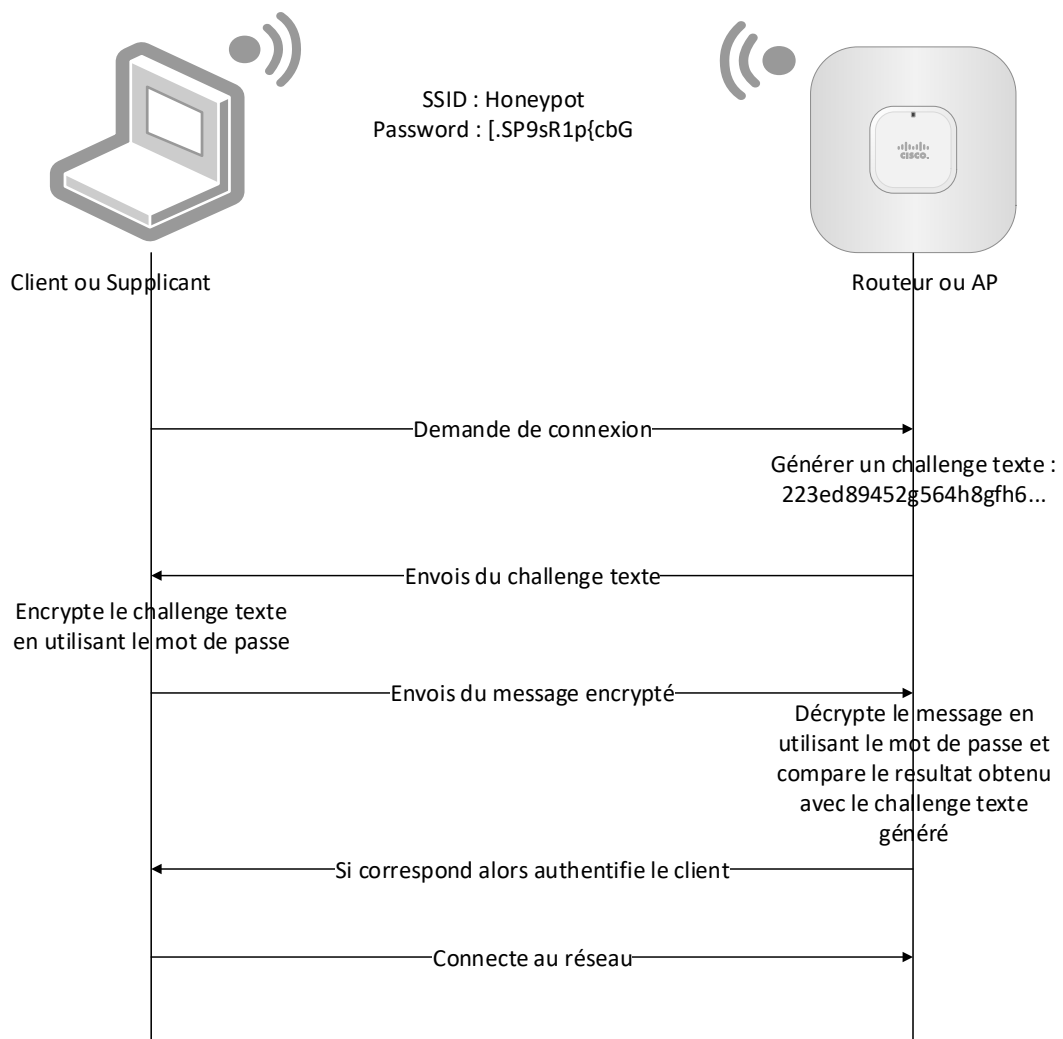 SSID : Honeypot
Password : [.SP9sR1p{cbG
CISCO.
Client ou Supplicant
Routeur ou AP
Demande de connexion
Générer un challenge texte :
223ed89452g564h8gfh6...
Envois du challenge texte
Encrypte le challenge texte
en utilisant le mot de passe
Envois du message encrypté
Décrypte le message en
utilisant le mot de passe et
compare le resultat obtenu
avec le challenge texte
généré
Si correspond alors authentifie le client
Connecte au réseau